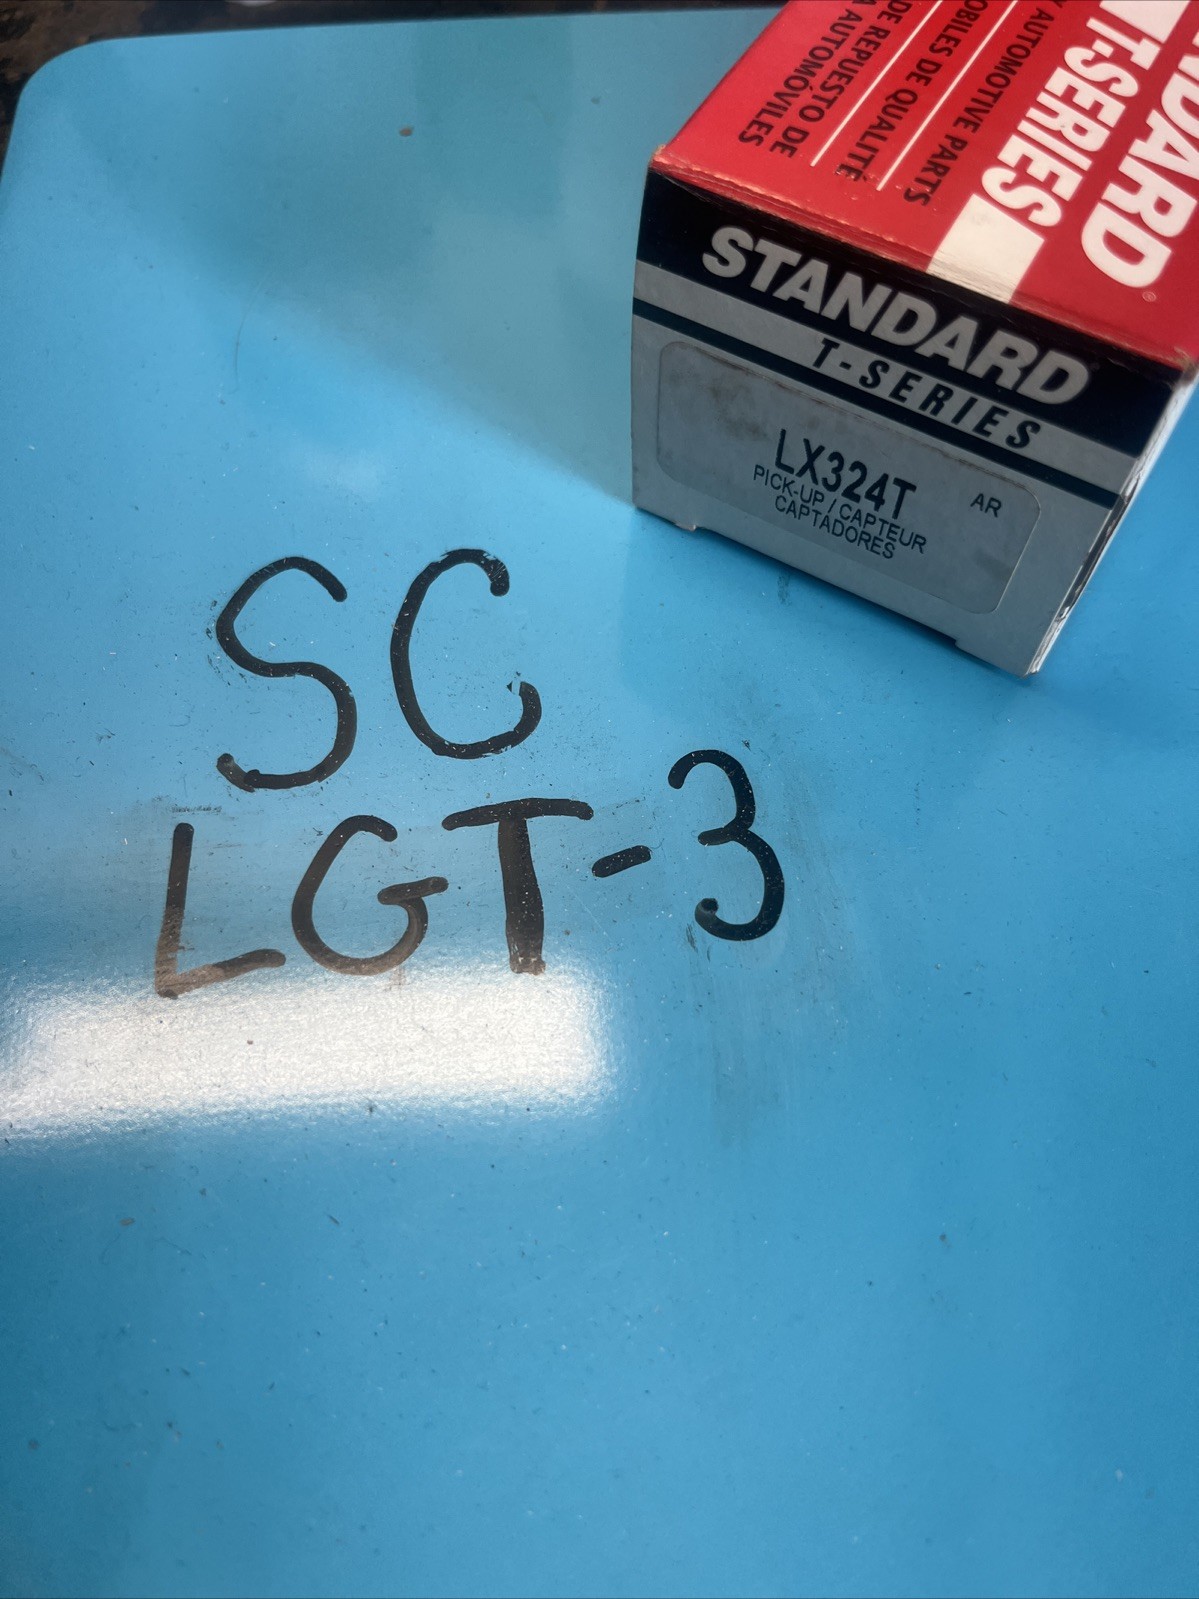 DE REPUESTO DE
A AUTOMÓVILES
OBILES DE QUALITÉ
Y AUTOMOTIVE PARTS
T-SERIES
NDARD®
STANDARD
T-SERIES
LX324T
AR
PICK-UP / CAPTEUR
CAPTADORES
SC
LGT-3